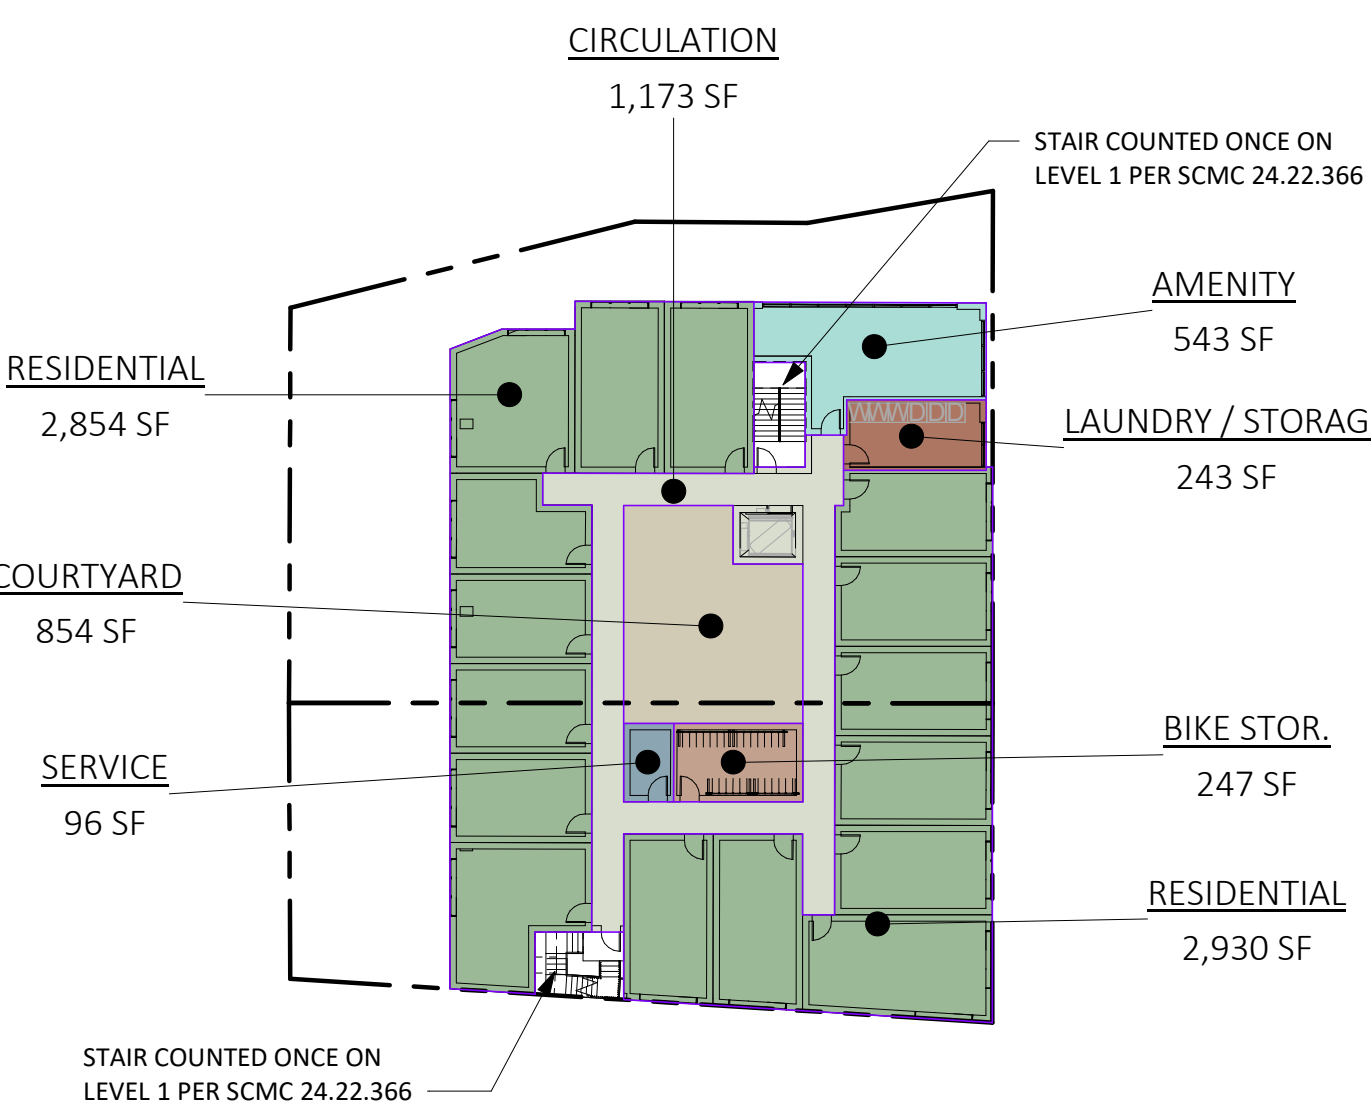 CIRCULATION
1,173 SF
STAIR COUNTED ONCE ON
LEVEL 1 PER SCMC 24.22.366
AMENITY
543 SF
RESIDENTIAL
2,854 SF
LAUNDRY / STORAG
243 SF
WWWDDD
COURTYARD
854 SF
SERVICE
96 SF
BIKE STOR.
247 SF
RESIDENTIAL
2,930 SF
STAIR COUNTED ONCE ON
LEVEL 1 PER SCMC 24.22.366